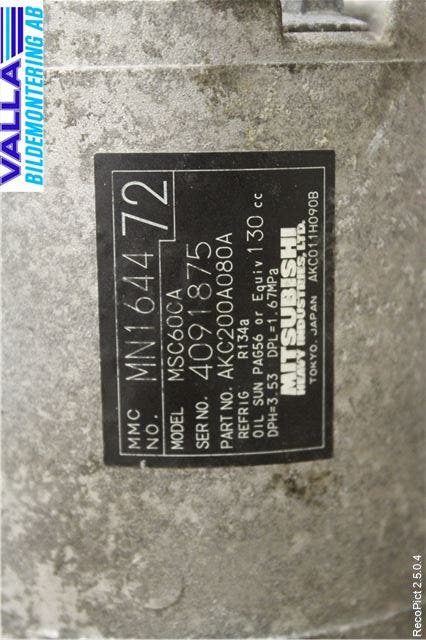 VALLA
BILDEMONTERING AB
MMC NO. MN164472
MODEL MSC60CA
SER NO. 4091875
PART NO. AKC200A080A
REFRIG R134a
OIL SUN PAG56 or Equiv 130 cc
DPH=3.53 DPL=1.67MPa
MITSUBISHI
HEAVY INDUSTRIES, LTD.
TOKYO. JAPAN AKC011H090B
RecoPict 2.5.0.4